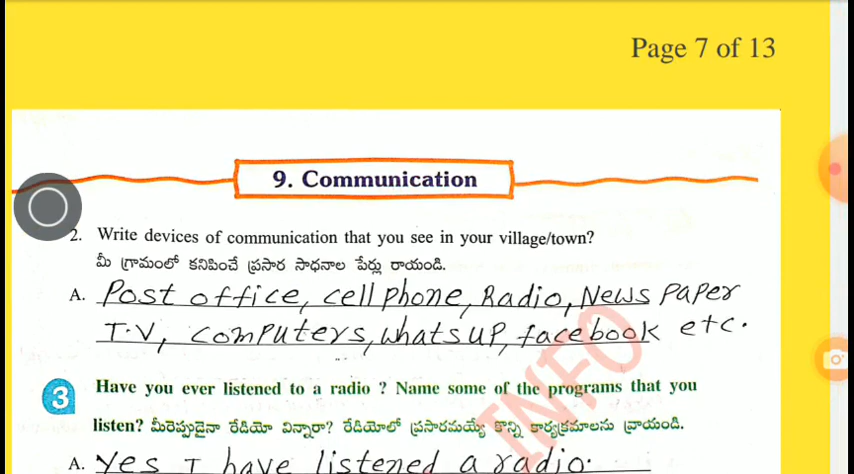 Page 7 of 13
9. Communication
2. Write devices of communication that you see in your village/town?
మీ గ్రామంలో కనిపించే ప్రసార సాధనాల పేర్లు రాయండి.
A. Post office, cell phone, Radio, News Paper
T.V, computers, whats up, facebook etc.
3 Have you ever listened to a radio ? Name some of the programs that you
listen? మీరెప్పుడైనా రేడియో విన్నారా? రేడియోలో ప్రసారమయ్యే కొన్ని కార్యక్రమాలను వ్రాయండి.
A. Yes I have listened a radio.
INFO